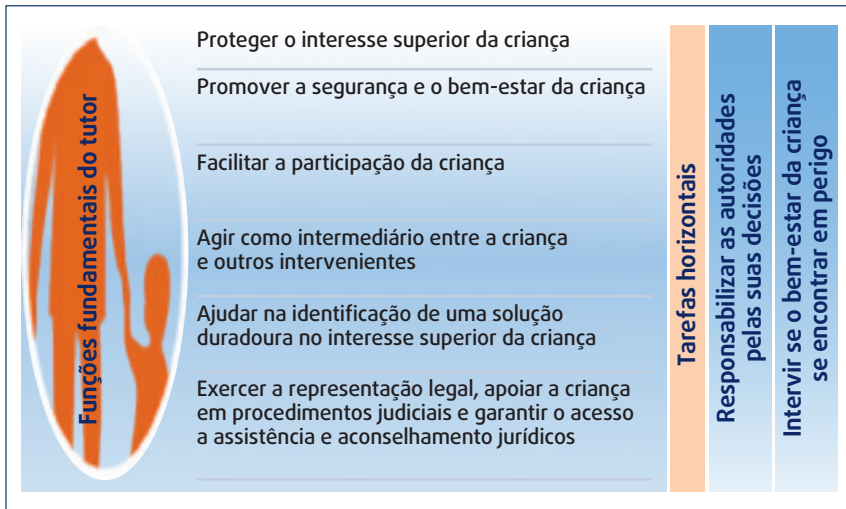 Funções fundamentais do tutor
Proteger o interesse superior da criança
Promover a segurança e o bem-estar da criança
Facilitar a participação da criança
Agir como intermediário entre a criança
e outros intervenientes
Ajudar na identificação de uma solução
duradoura no interesse superior da criança
Exercer a representação legal, apoiar a criança
em procedimentos judiciais e garantir o acesso
a assistência e aconselhamento jurídicos
Tarefas horizontais
Responsabilizar as autoridades
pelas suas decisões
Intervir se o bem-estar da criança
se encontrar em perigo